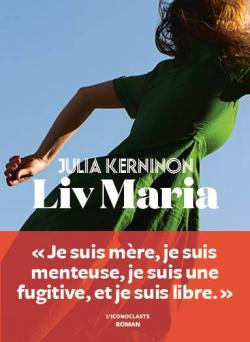 JULIA KERNINON
Liv Maria
« Je suis mère, je suis
menteuse, je suis une
fugitive, et je suis libre. »
L'ICONOCLASTE
ROMAN